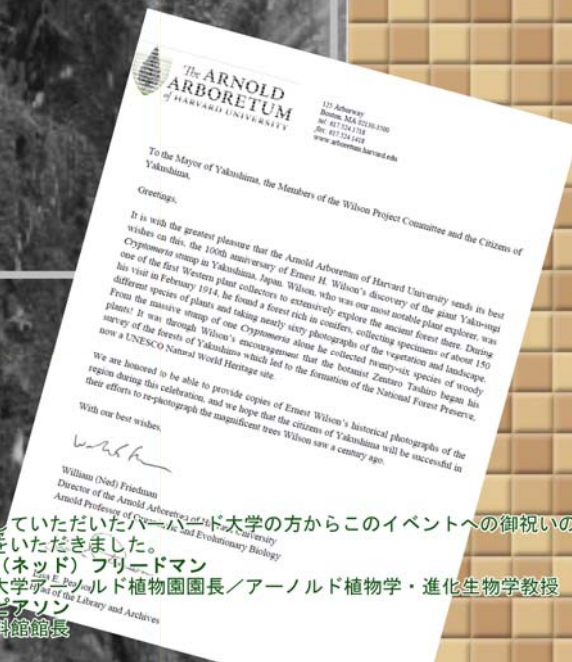 The ARNOLD
ARBORETUM
of HARVARD UNIVERSITY
125 Arborway
Boston, MA 02130-3500
tel. 617.524.1718
fax: 617.524.1418
www.arboretum.harvard.edu
To the Mayor of Yakushima, the Members of the Wilson Project Committee and the Citizens of
Yakushima,
Greetings,
It is with the greatest pleasure that the Arnold Arboretum of Harvard University sends its best
wishes on this, the 100th anniversary of Ernest H. Wilson's discovery of the giant Yaku-sugi
Cryptomeria stump in Yakushima, Japan. Wilson, who was our most notable plant explorer, was
one of the first Western plant collectors to extensively explore the ancient forest there. During
his visit in February 1914, he found a forest rich in conifers, collecting specimens of about 150
different species of plants and taking nearly sixty photographs of the vegetation and landscape.
From the massive stump of one Cryptomeria alone he collected twenty-six species of woody
plants! It was through Wilson's encouragement that the botanist Zentaro Tashiro began his
survey of the forests of Yakushima which led to the formation of the National Forest Preserve,
now a UNESCO Natural World Heritage site.
We are honored to be able to provide copies of Ernest Wilson's historical photographs of the
region during this celebration, and we hope that the citizens of Yakushima will be successful in
their efforts to re-photograph the magnificent trees Wilson saw a century ago.
With our best wishes,
William (Ned) Friedman
Director of the Arnold Arboretum of Harvard University
Arnold Professor of and Evolutionary Biology
していただいたハーバード大学の方からこのイベントへの御祝いの
をいただきました。
(ネッド)フリードマン
大学アーノルド植物園園長／アーノルド植物学・進化生物学教授
Lisa E. Pearson
ピアソン
Head of the Library and Archives
料館館長